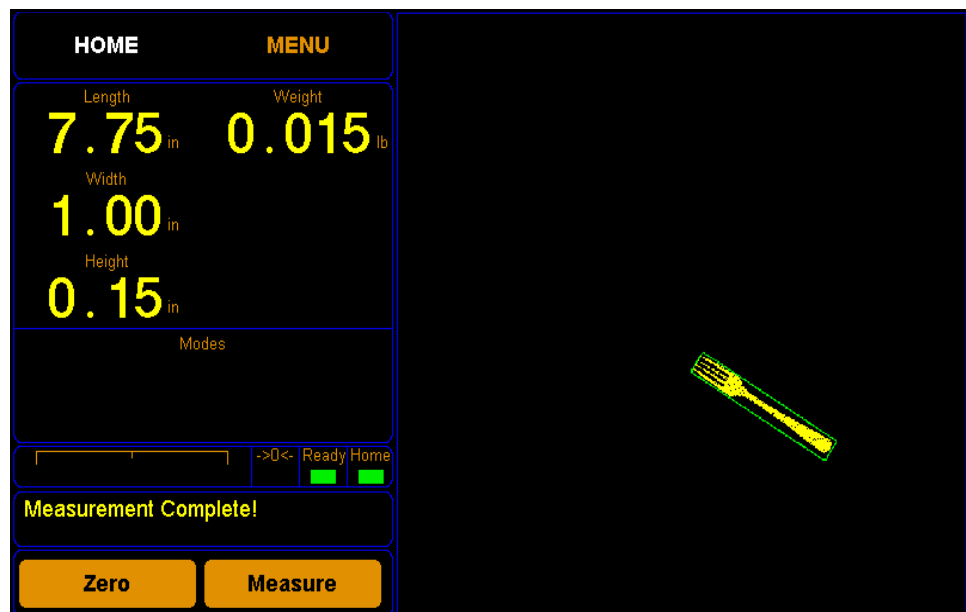 HOME MENU
Length Weight
7.75 in 0.015 lb
Width
1.00 in
Height
0.15 in
Modes
->0<- Ready Home
Measurement Complete!
Zero Measure